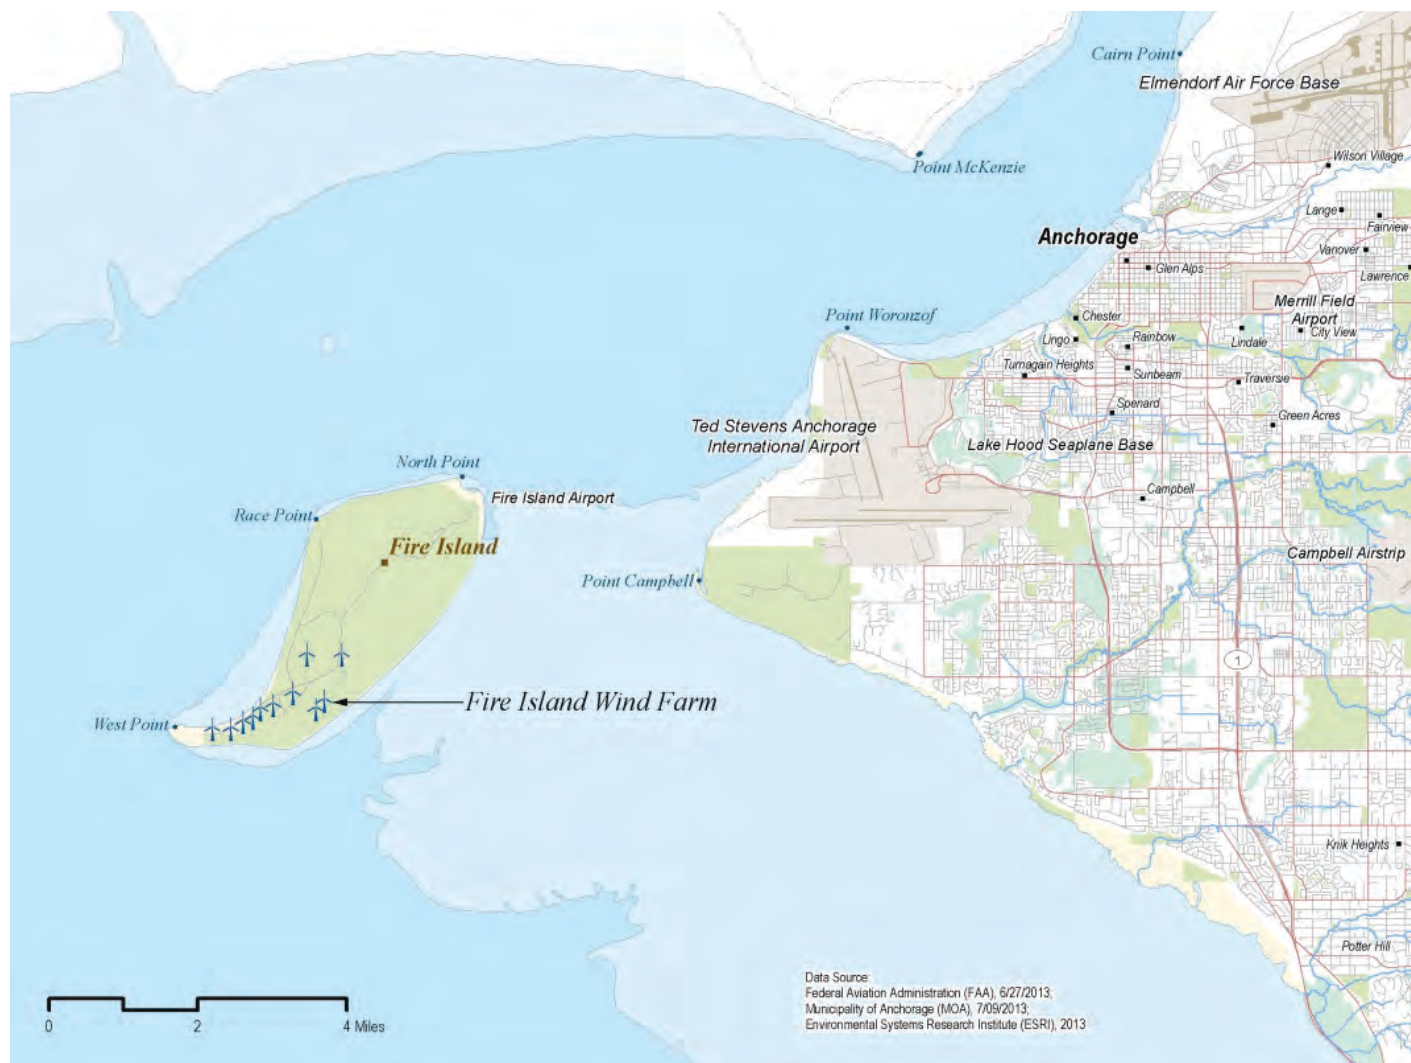 Cairn Point
Elmendorf Air Force Base
Point McKenzie
Wilson Village
Lange
Fairview
Anchorage
Vanover
Glen Alps
Lawrence
Merrill Field
Airport
Point Woronzof
Chester
City View
Lingo
Rainbow
Lindale
Turnagain Heights
Sunbeam
Traversie
Spenard
Green Acres
Ted Stevens Anchorage
International Airport
Lake Hood Seaplane Base
North Point
Fire Island Airport
Campbell
Race Point
Fire Island
Campbell Airstrip
Point Campbell
1
Fire Island Wind Farm
West Point
Knik Heights
Potter Hill
Data Source:
Federal Aviation Administration (FAA), 6/27/2013;
Municipality of Anchorage (MOA), 7/09/2013;
Environmental Systems Research Institute (ESRI), 2013
0 2 4 Miles